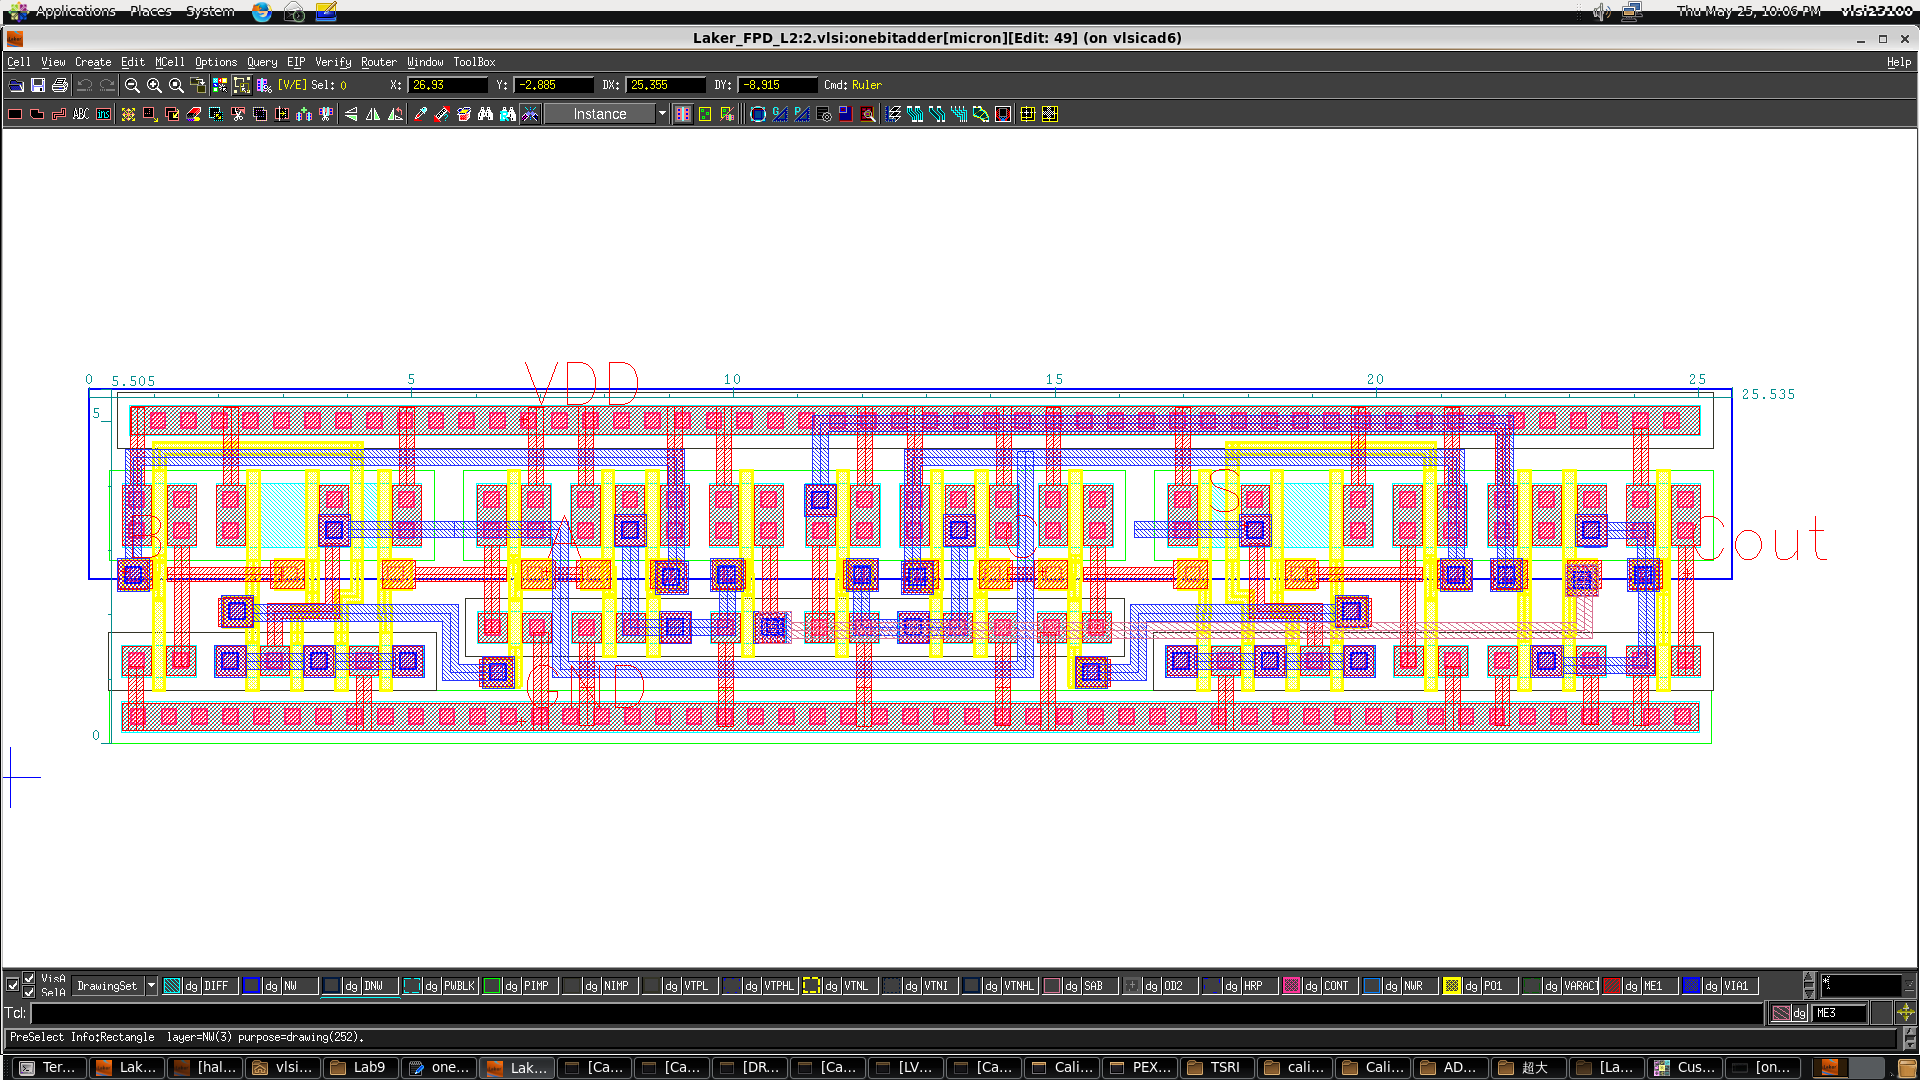 Applications Places System Thu May 25, 10:06 PM vlsi23100
Laker_FPD_L2:2.vlsi:onebitadder[micron][Edit: 49] (on vlsicad6)
Cell View Create Edit MCell Options Query EIP Verify Router Window ToolBox Help
[V/E] Sel: 0 X: 26.93 Y: -2.885 DX: 25.355 DY: -8.915 Cmd: Ruler
ABC Instance
VDD
0 5.505 5 10 15 20 25 25.535
5
S
B A C Cout
GND
0
VisA
SelA
DrawingSet dg DIFF dg NW dg DNW dg PWBLK dg PIMP dg NIMP dg VTPL dg VTPHL dg VTNL dg VTNI dg VTNHL dg SAB dg OD2 dg HRP dg CONT dg NWR dg PO1 dg VARACT dg ME1 dg VIA1
Tcl: dg ME3
PreSelect Info:Rectangle layer=NW(3) purpose=drawing(252).
Ter... Lak... [hal... vlsi... Lab9 one... Lak... [Ca... [Ca... [DR... [Ca... [LV... [Ca... Cali... PEX... TSRI cali... Cali... AD... 超大 [La... Cus... [on...